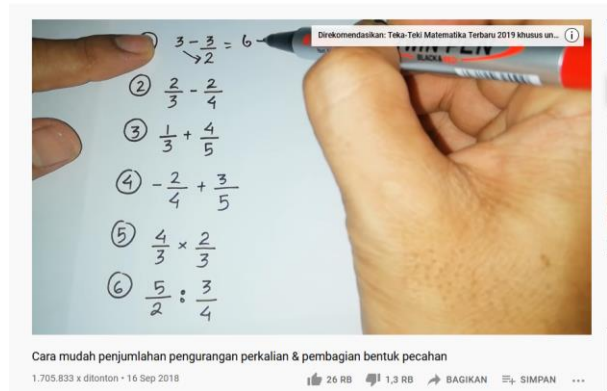 Direkomendasikan: Teka-Teki Matematika Terbaru 2019 khusus un...
3 - 3/2 = 6 -
② 2/3 - 2/4
③ 1/3 + 4/5
④ - 2/4 + 3/5
⑤ 4/3 × 2/3
⑥ 5/2 : 3/4
BLACK&RED
Cara mudah penjumlahan pengurangan perkalian & pembagian bentuk pecahan
1.705.833 x ditonton • 16 Sep 2018
26 RB 1,3 RB BAGIKAN SIMPAN